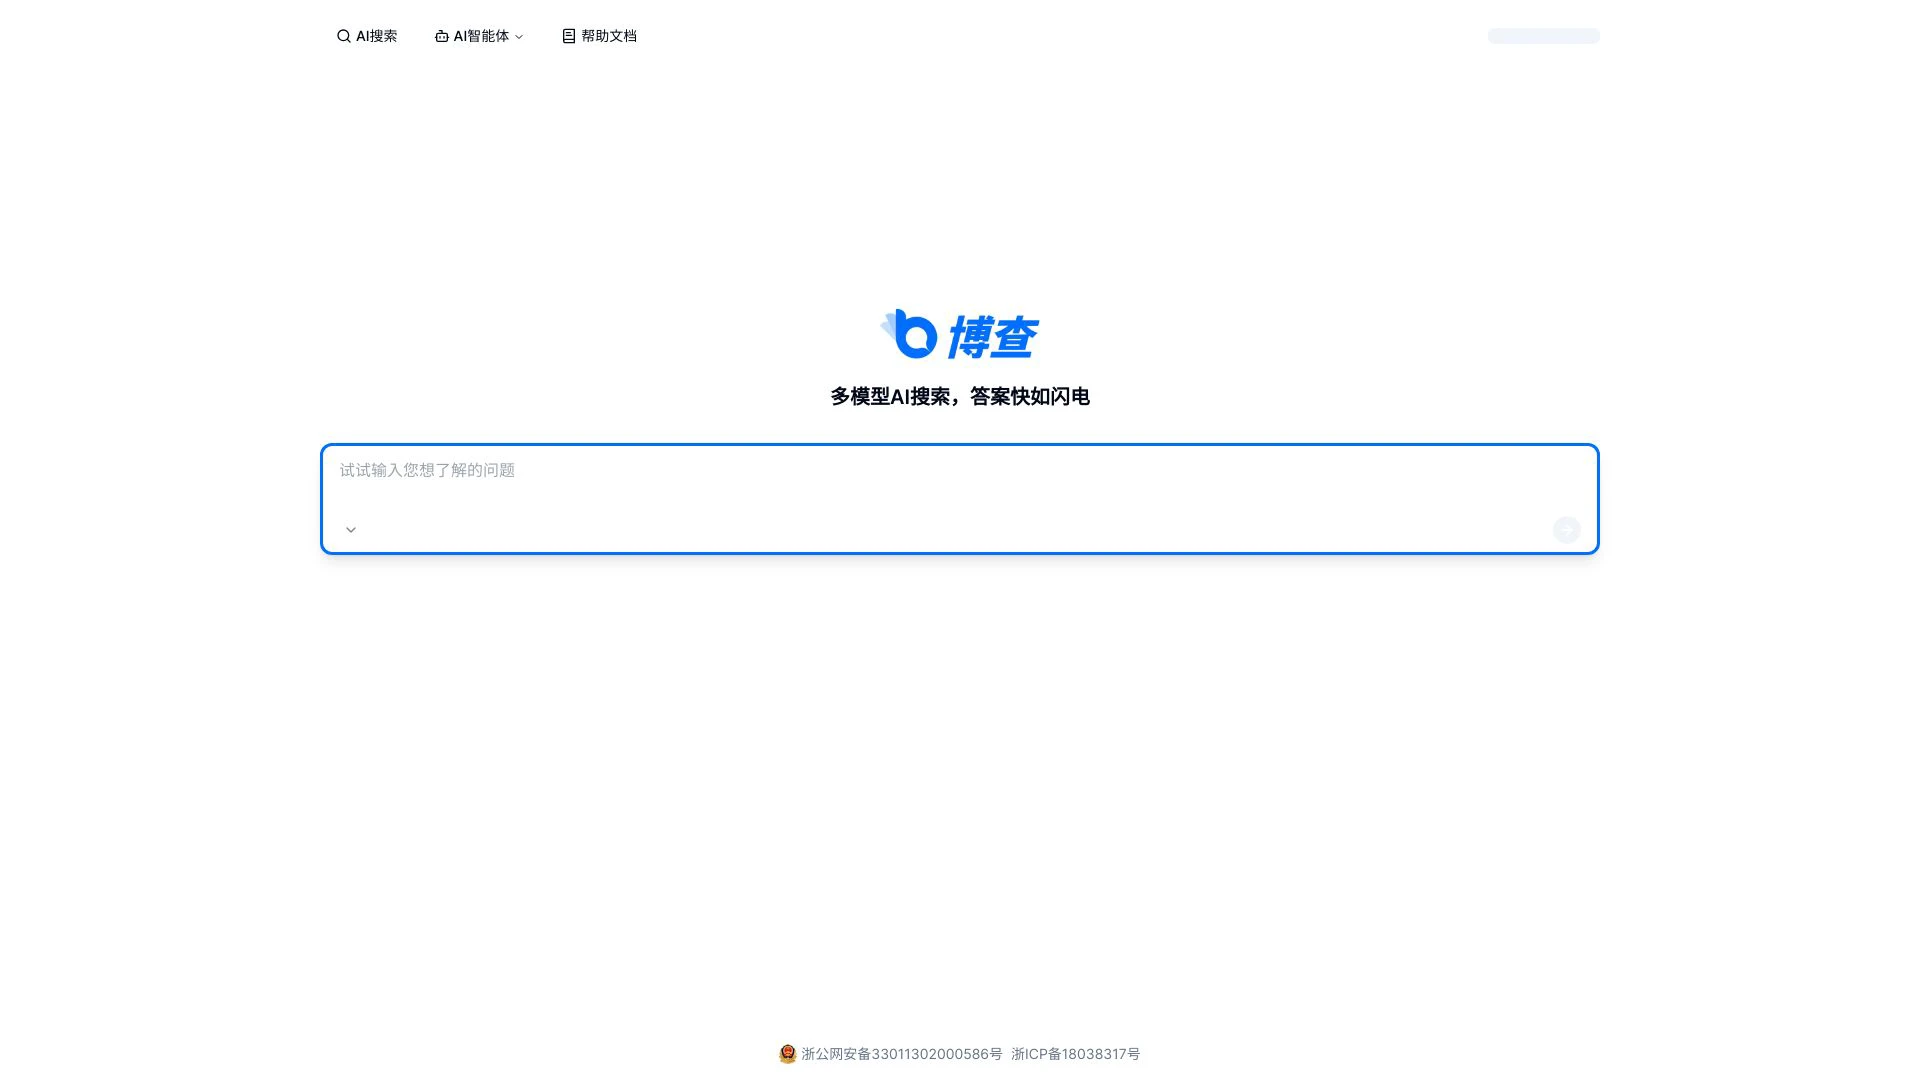 AI搜索 AI智能体 帮助文档
博查
多模型AI搜索，答案快如闪电
试试输入您想了解的问题
浙公网安备33011302000586号 浙ICP备18038317号